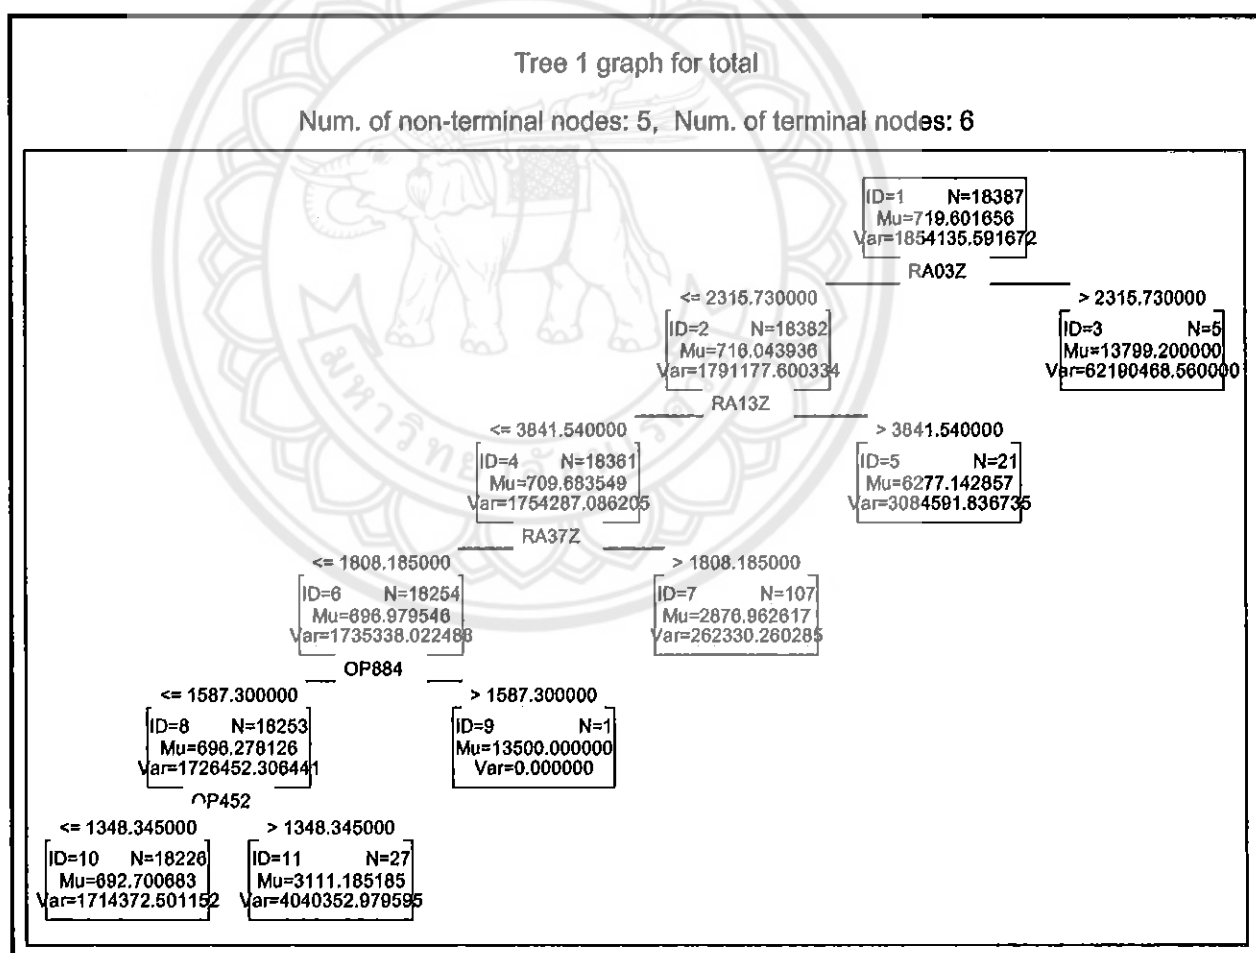 Tree 1 graph for total
Num. of non-terminal nodes: 5, Num. of terminal nodes: 6
ID=1 N=18387
Mu=719.601656
Var=1854135.591672
RA03Z
<= 2315.730000
> 2315.730000
ID=2 N=18382
Mu=716.043936
Var=1791177.600334
ID=3 N=5
Mu=13799.200000
Var=62190468.560000
RA13Z
<= 3841.540000
> 3841.540000
ID=4 N=18361
Mu=709.683549
Var=1754287.086205
ID=5 N=21
Mu=6277.142857
Var=3084591.836735
RA37Z
<= 1808.185000
> 1808.185000
ID=6 N=18254
Mu=696.979546
Var=1735338.022488
ID=7 N=107
Mu=2876.962617
Var=262330.260285
OP884
<= 1587.300000
> 1587.300000
ID=8 N=18253
Mu=696.278126
Var=1726452.306441
ID=9 N=1
Mu=13500.000000
Var=0.000000
OP452
<= 1348.345000
> 1348.345000
ID=10 N=18226
Mu=692.700683
Var=1714372.501152
ID=11 N=27
Mu=3111.185185
Var=4040352.979595